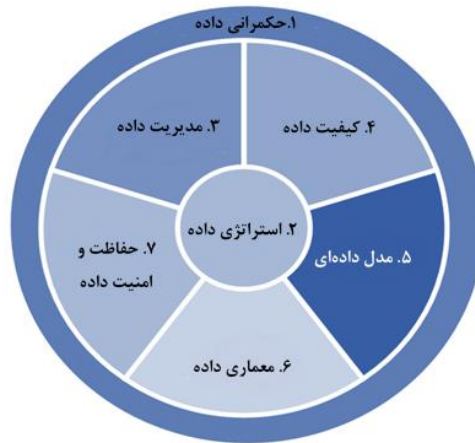 ۱.حکمرانی داده
۳. مدیریت داده
۴. کیفیت داده
۲. استراتژی داده
۷. حفاظت و
امنیت داده
۵. مدل داده‌ای
۶. معماری داده